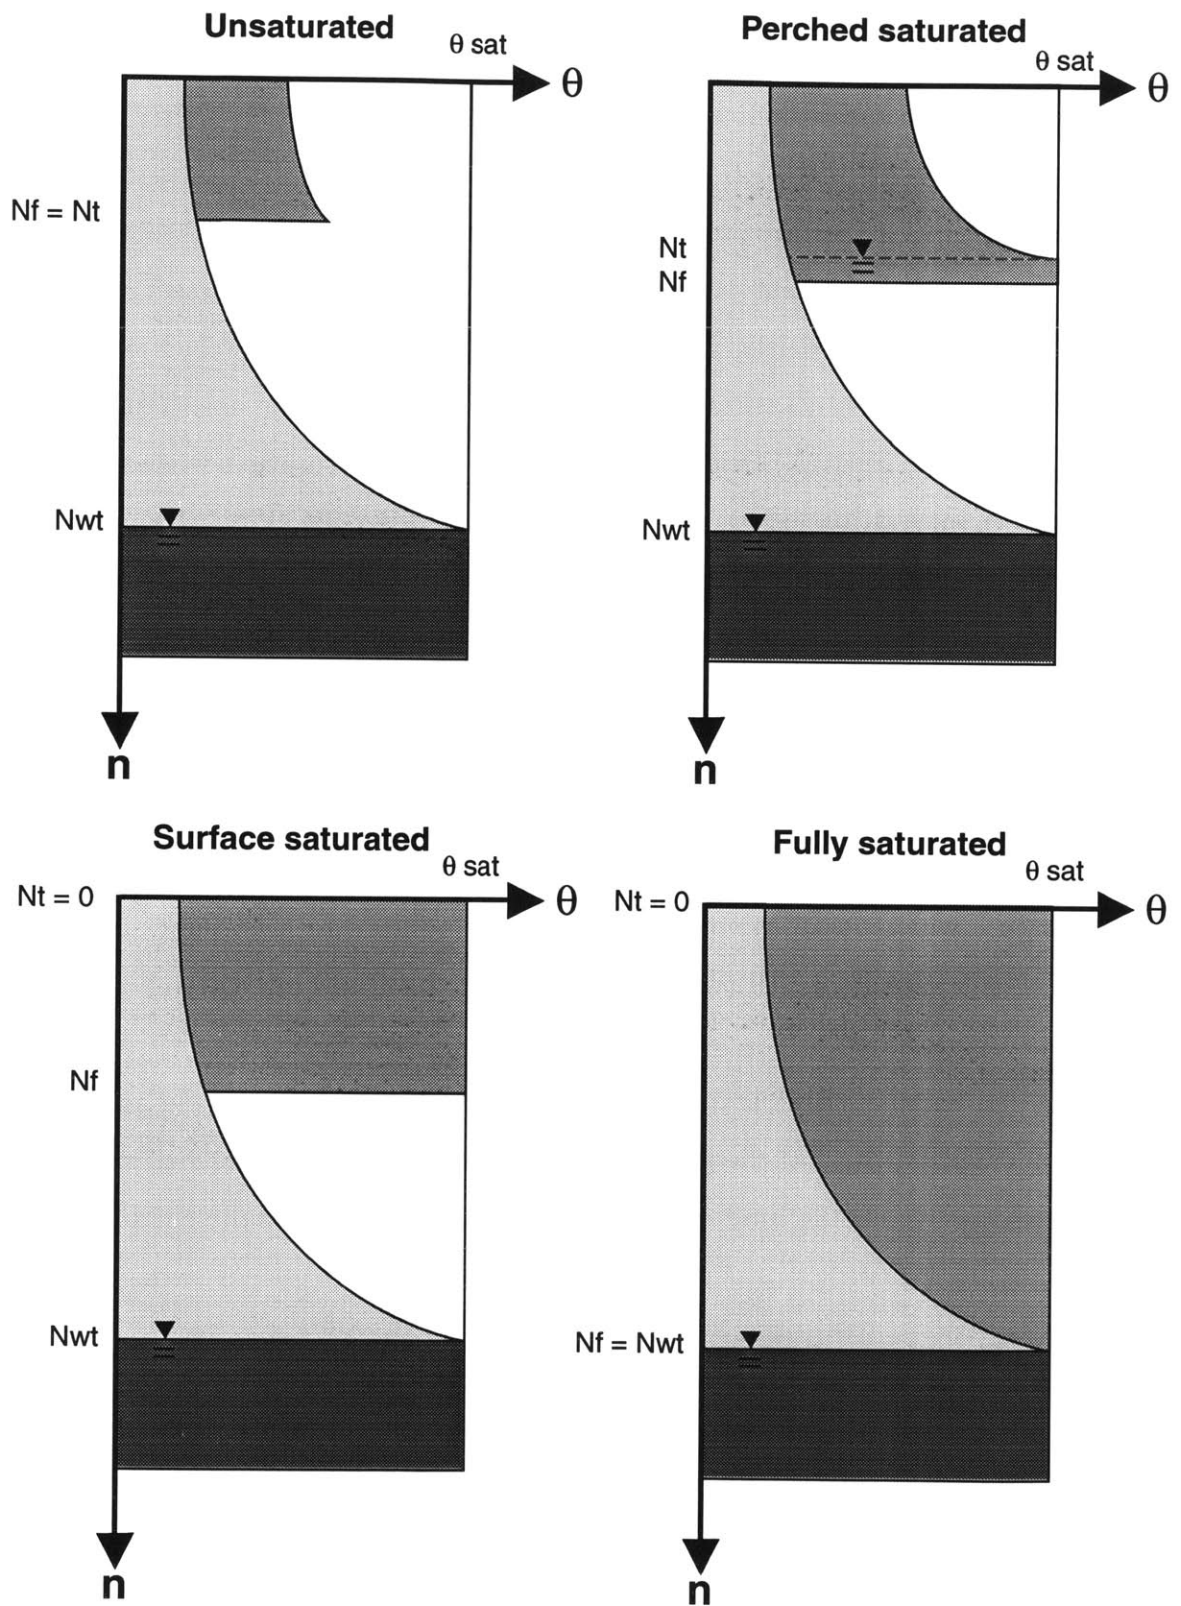 Unsaturated
θ sat
θ
Nf = Nt
Nwt
n
Perched saturated
θ sat
θ
Nt
Nf
Nwt
n
Surface saturated
θ sat
Nt = 0
θ
Nf
Nwt
n
Fully saturated
θ sat
Nt = 0
θ
Nf = Nwt
n